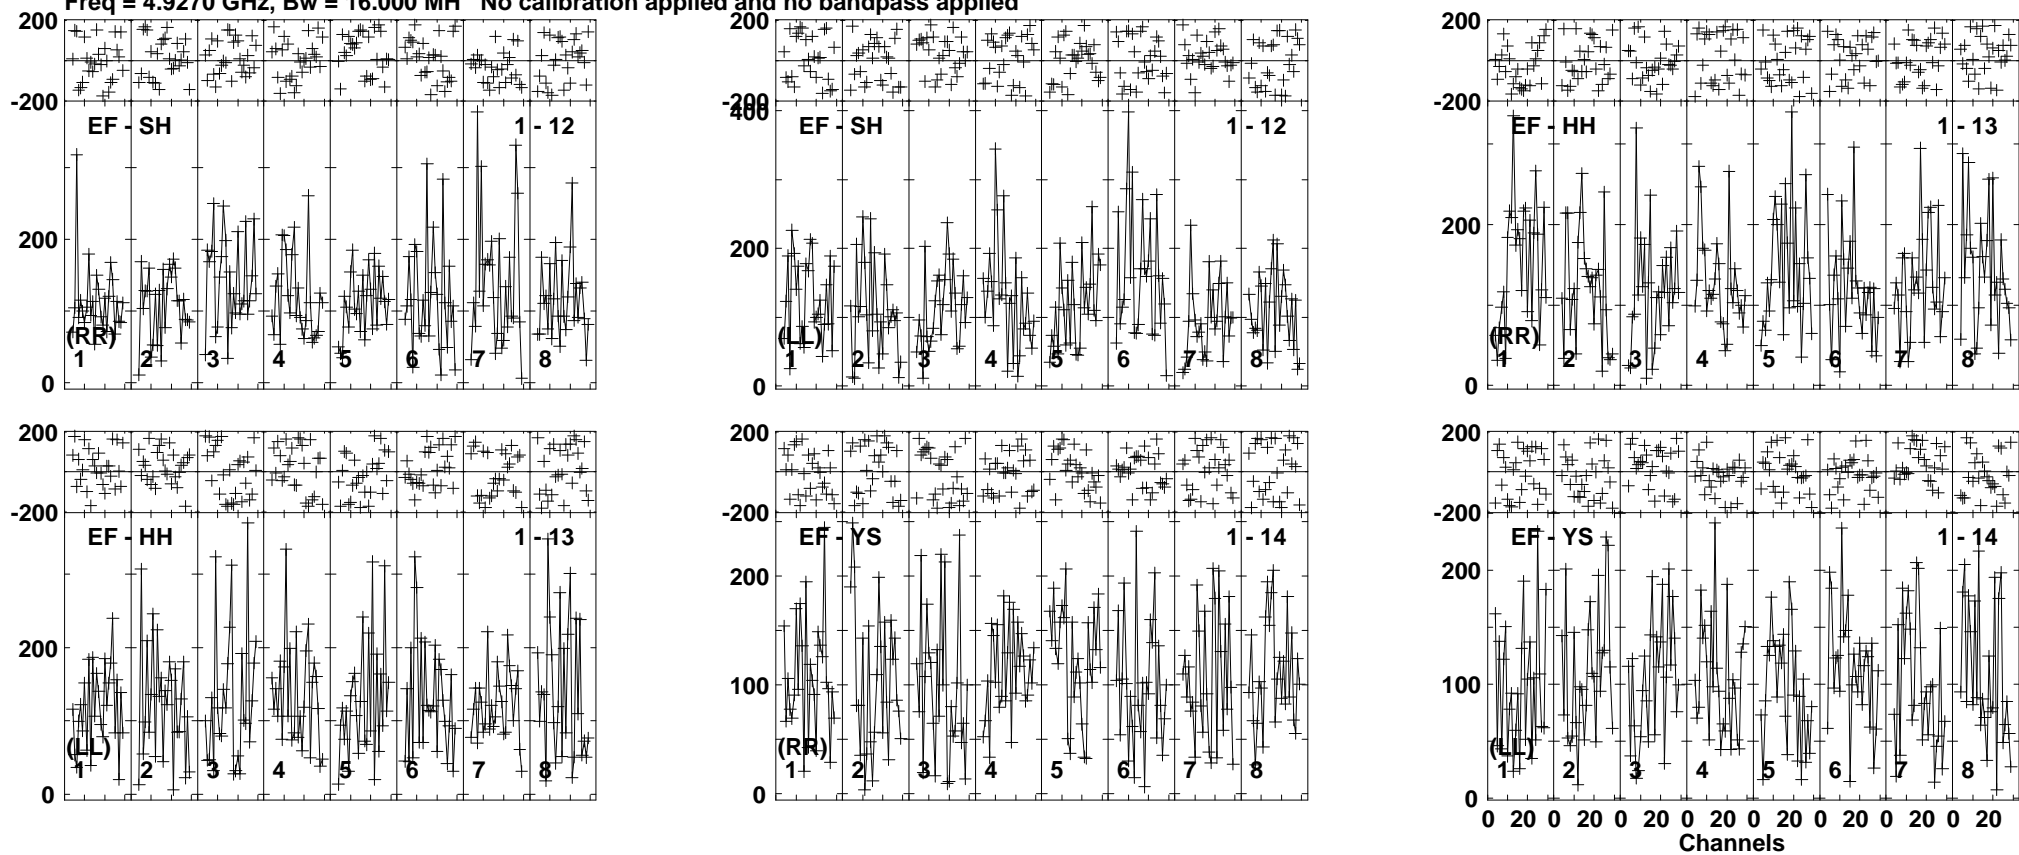 Freq = 4.9270 GHz, Bw = 16.000 MH No calibration applied and no bandpass applied
200
-200
EF - SH 1 - 12
200
(RR)
1 2 3 4 5 6 7 8
0
200
-200
400
EF - SH 1 - 12
200
(LL)
1 2 3 4 5 6 7 8
0
200
-200
EF - HH 1 - 13
200
(RR)
1 2 3 4 5 6 7 8
0
200
-200
EF - HH 1 - 13
200
(LL)
1 2 3 4 5 6 7 8
0
200
-200
EF - YS 1 - 14
200
100
(RR)
1 2 3 4 5 6 7 8
0
200
-200
EF - YS 1 - 14
200
100
(LL)
1 2 3 4 5 6 7 8
0
0 20 0 20 0 20 0 20 0 20 0 20 0 20 0 20
Channels